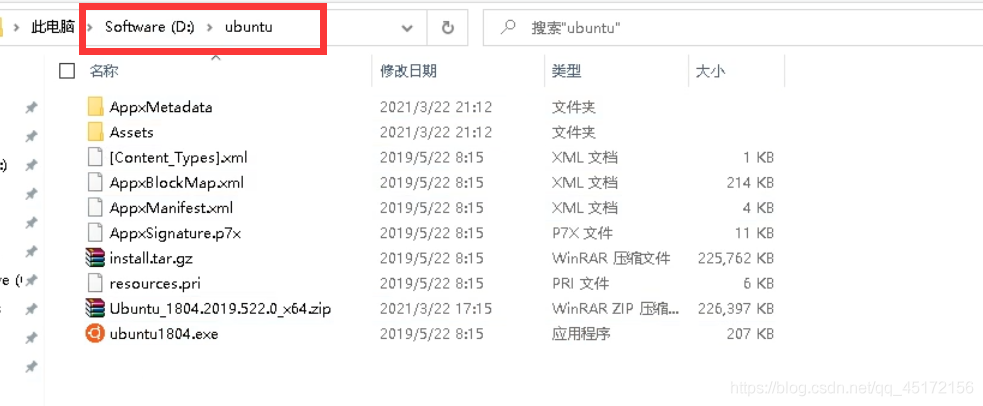 此电脑 > Software (D:) > ubuntu 搜索"ubuntu"
名称 修改日期 类型 大小
AppxMetadata 2021/3/22 21:12 文件夹
Assets 2021/3/22 21:12 文件夹
[Content_Types].xml 2019/5/22 8:15 XML 文档 1 KB
AppxBlockMap.xml 2019/5/22 8:15 XML 文档 214 KB
AppxManifest.xml 2019/5/22 8:15 XML 文档 4 KB
AppxSignature.p7x 2019/5/22 8:15 P7X 文件 11 KB
install.tar.gz 2019/5/22 8:15 WinRAR 压缩文件 225,762 KB
resources.pri 2019/5/22 8:15 PRI 文件 6 KB
Ubuntu_1804.2019.522.0_x64.zip 2021/3/22 17:15 WinRAR ZIP 压缩... 226,397 KB
ubuntu1804.exe 2019/5/22 8:15 应用程序 207 KB
:)
ve (
https://blog.csdn.net/qq_45172156